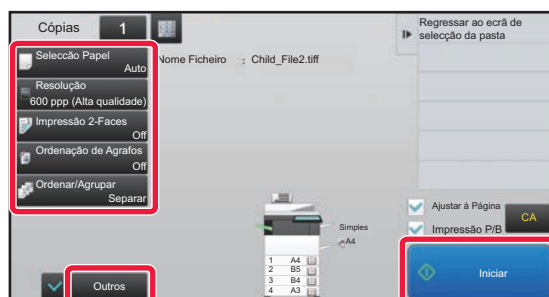 Cópias 1
Regressar ao ecrã de
selecção da pasta
Nome Ficheiro : Child_File2.tiff
Seleccão Papel
Auto
Resolução
600 ppp (Alta qualidade)
Impressão 2-Faces
Off
Ordenação de Agrafos
Off
Ordenar/Agrupar
Separar
Simples
A4
1 A4
2 B5
3 B4
4 A3
Ajustar à Página
Impressão P/B
CA
Outros
Iniciar